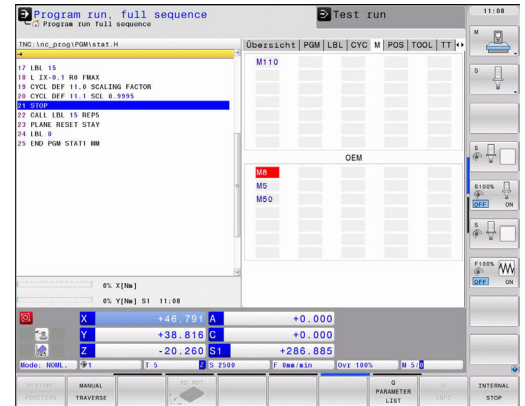 Program run, full sequence
Program run full sequence
Test run
11:08
TNC:\nc_prog\PGM\stat.H
Übersicht PGM LBL CYC M POS TOOL TT
17 LBL 15
18 L IX-0.1 R0 FMAX
19 CYCL DEF 11.0 SCALING FACTOR
20 CYCL DEF 11.1 SCL 0.9995
21 STOP
22 CALL LBL 15 REP5
23 PLANE RESET STAY
24 LBL 0
25 END PGM STAT1 MM
M110
OEM
M8
M5
M50
M
S
S
S100%
OFF ON
S
F100%
OFF ON
0% X[Nm]
0% Y[Nm] S1 11:08
X +46.791 A +0.000
Y +38.816 C +0.000
Z -20.260 S1 +286.885
Mode: NOML. 1 T 5 Z S 2500 F 0mm/min Ovr 100% M 5/8
MANUAL TRAVERSE
3D ROT
Q PARAMETER LIST
Q INFO
INTERNAL STOP